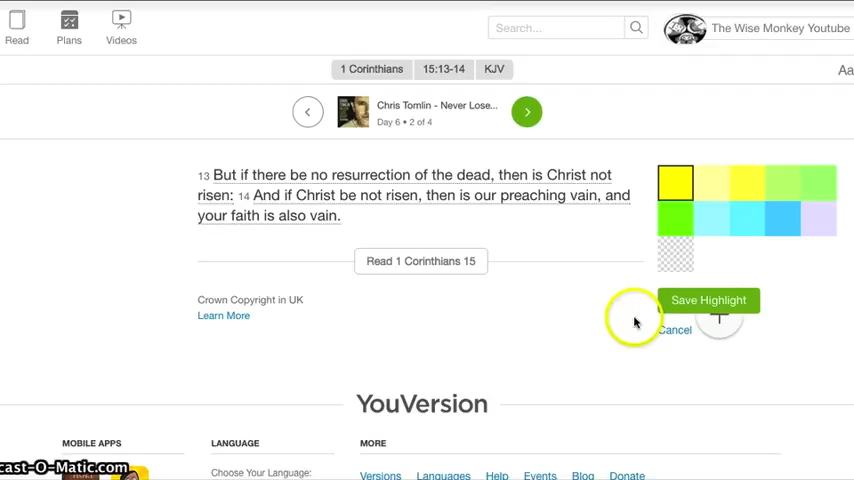 Read Plans Videos
Search...
The Wise Monkey Youtube
1 Corinthians 15:13-14 KJV
Aa
Chris Tomlin - Never Lose...
Day 6 • 2 of 4
13 But if there be no resurrection of the dead, then is Christ not
risen: 14 And if Christ be not risen, then is our preaching vain, and
your faith is also vain.
Read 1 Corinthians 15
Crown Copyright in UK
Learn More
Save Highlight
Cancel
YouVersion
MOBILE APPS
LANGUAGE
Choose Your Language:
MORE
Versions Languages Help Events Blog Donate
cast-O-Matic.com